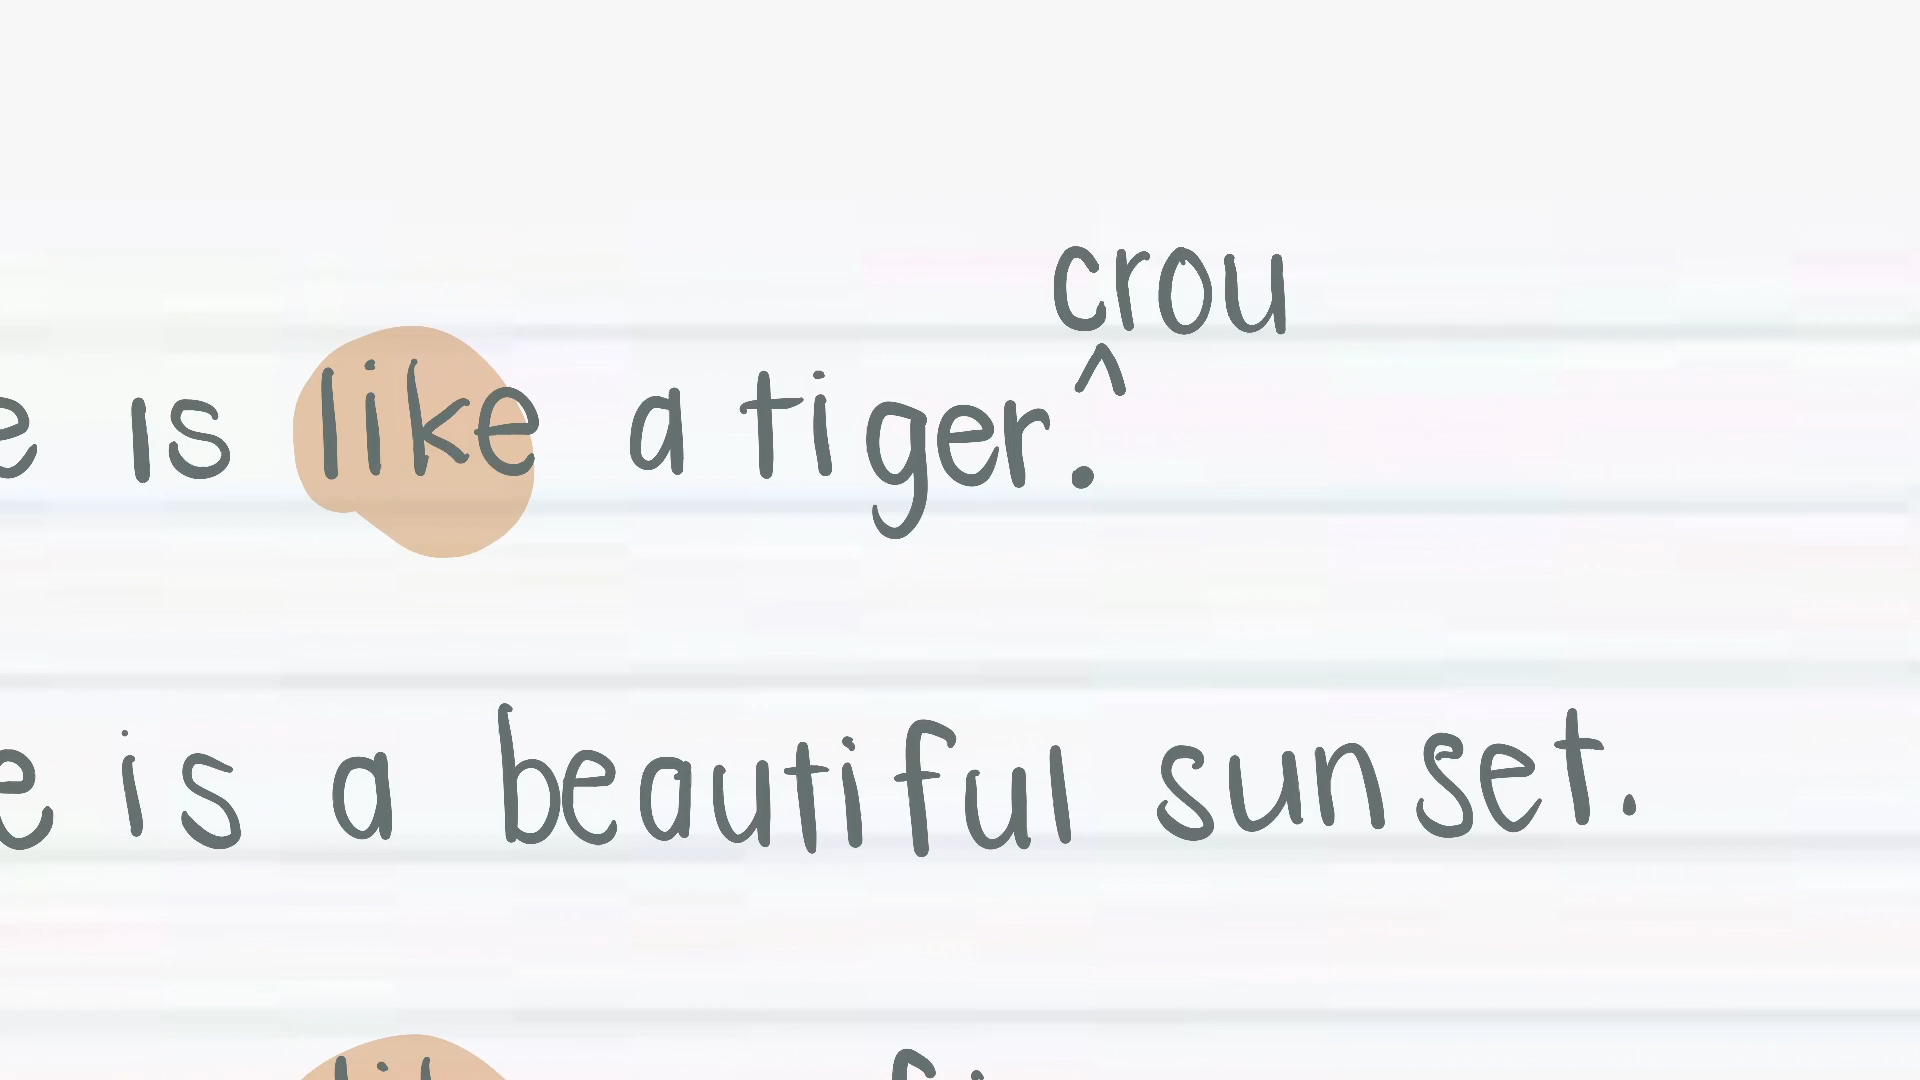 crou
^
e is like a tiger.
e is a beautiful sunset.